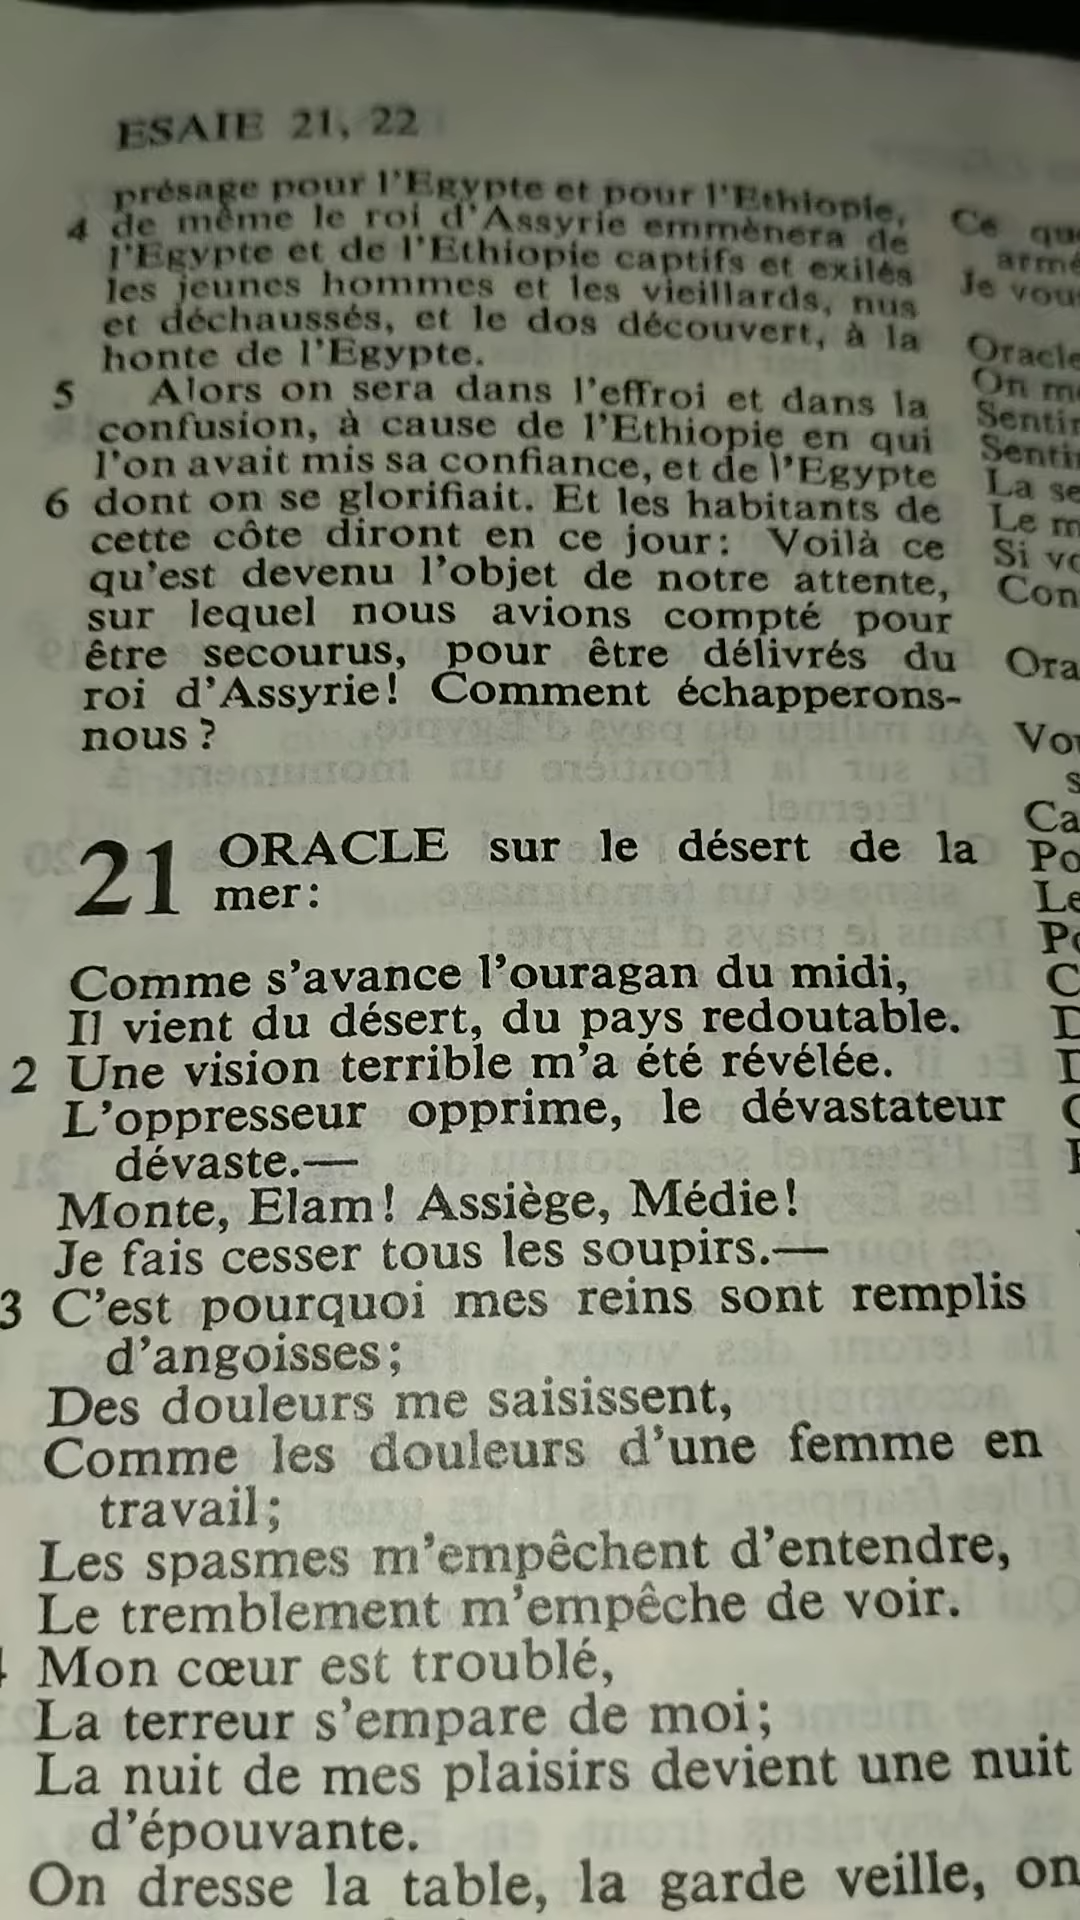 ESAIE 21, 22
présage pour l'Egypte et pour l'Ethiopie,
4 de même le roi d'Assyrie emmènera de
l'Egypte et de l'Ethiopie captifs et exilés
les jeunes hommes et les vieillards, nus
et déchaussés, et le dos découvert, à la
honte de l'Egypte.
5 Alors on sera dans l'effroi et dans la
confusion, à cause de l'Ethiopie en qui
l'on avait mis sa confiance, et de l'Egypte
6 dont on se glorifiait. Et les habitants de
cette côte diront en ce jour: Voilà ce
qu'est devenu l'objet de notre attente,
sur lequel nous avions compté pour
être secourus, pour être délivrés du
roi d'Assyrie! Comment échapperons-
nous?
21 ORACLE sur le désert de la
mer:
Comme s'avance l'ouragan du midi,
Il vient du désert, du pays redoutable.
2 Une vision terrible m'a été révélée.
L'oppresseur opprime, le dévastateur
dévaste.—
Monte, Elam! Assiège, Médie!
Je fais cesser tous les soupirs.—
3 C'est pourquoi mes reins sont remplis
d'angoisses;
Des douleurs me saisissent,
Comme les douleurs d'une femme en
travail;
Les spasmes m'empêchent d'entendre,
Le tremblement m'empêche de voir.
4 Mon cœur est troublé,
La terreur s'empare de moi;
La nuit de mes plaisirs devient une nuit
d'épouvante.
On dresse la table, la garde veille, on
Ce
Je
Oracle
On
La
Le
Si